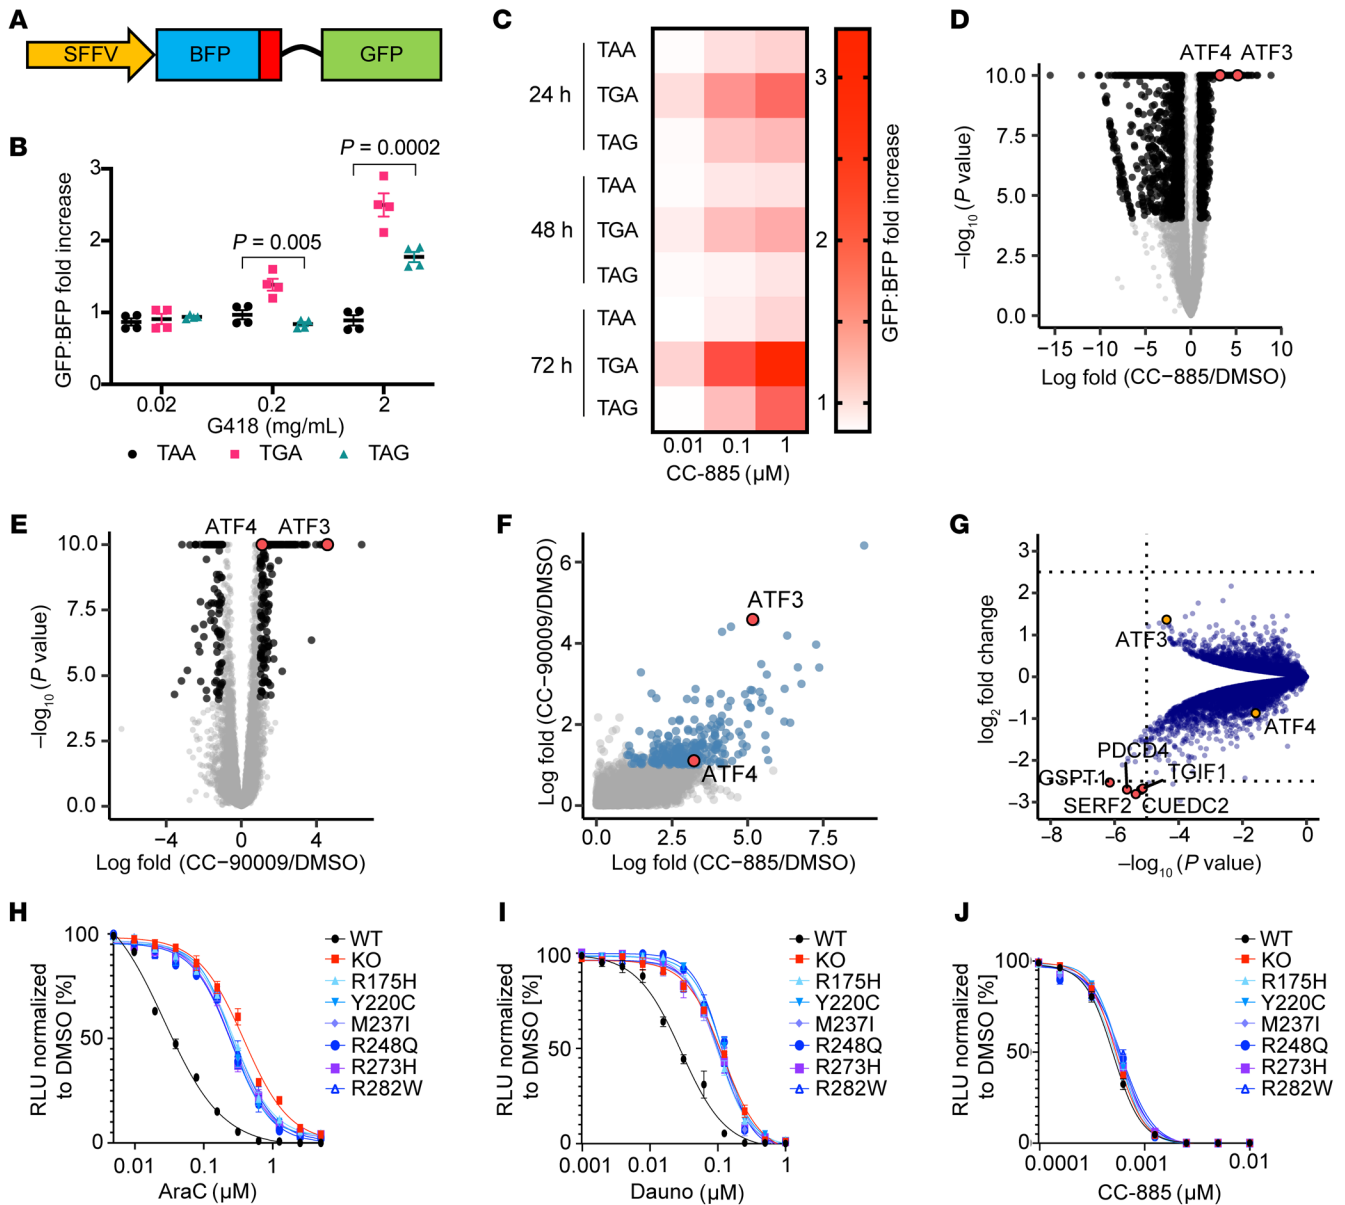 A
SFFV
BFP
GFP
B
GFP:BFP fold increase
3
2
1
0
P = 0.005
P = 0.0002
0.02
0.2
2
G418 (mg/mL)
TAA
TGA
TAG
C
24 h
TAA
TGA
TAG
48 h
TAA
TGA
TAG
72 h
TAA
TGA
TAG
0.01
0.1
1
CC-885 (μM)
3
2
1
GFP:BFP fold increase
D
ATF4
ATF3
−log10 (P value)
10.0
7.5
5.0
2.5
0.0
−15
−10
−5
0
5
10
Log fold (CC−885/DMSO)
E
ATF4
ATF3
−log10 (P value)
10.0
7.5
5.0
2.5
0.0
−4
0
4
Log fold (CC−90009/DMSO)
F
Log fold (CC-90009/DMSO)
6
4
2
0
ATF3
ATF4
0.0
2.5
5.0
7.5
Log fold (CC-885/DMSO)
G
log2 fold change
3
2
1
0
−1
−2
−3
ATF3
ATF4
PDCD4
GSPT1
TGIF1
SERF2
CUEDC2
−8
−6
−4
−2
0
−log10 (P value)
H
RLU normalized
to DMSO [%]
100
50
0
0.01
0.1
1
AraC (μM)
WT
KO
R175H
Y220C
M237I
R248Q
R273H
R282W
I
RLU normalized
to DMSO [%]
100
50
0
0.001
0.01
0.1
1
Dauno (μM)
WT
KO
R175H
Y220C
M237I
R248Q
R273H
R282W
J
RLU normalized
to DMSO [%]
100
50
0
0.0001
0.001
0.01
CC-885 (μM)
WT
KO
R175H
Y220C
M237I
R248Q
R273H
R282W